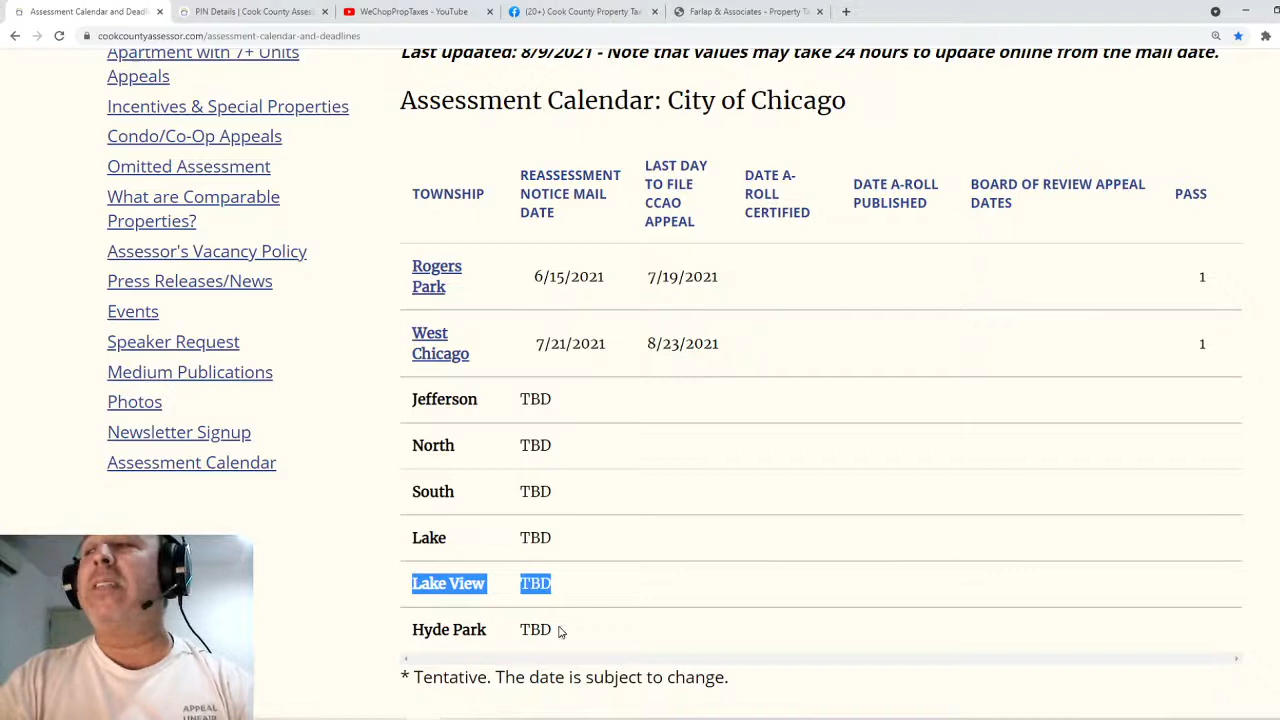 Assessment Calendar and Deadl
PIN Details | Cook County Asses
WeChopPropTaxes - YouTube
(20+) Cook County Property Tax
Farlap & Associates - Property T
cookcountyassessor.com/assessment-calendar-and-deadlines
Apartment with 7+ Units
Appeals
Incentives & Special Properties
Condo/Co-Op Appeals
Omitted Assessment
What are Comparable
Properties?
Assessor's Vacancy Policy
Press Releases/News
Events
Speaker Request
Medium Publications
Photos
Newsletter Signup
Assessment Calendar
Last updated: 8/9/2021 - Note that values may take 24 hours to update online from the mail date.
Assessment Calendar: City of Chicago
TOWNSHIP
REASSESSMENT
NOTICE MAIL
DATE
LAST DAY
TO FILE
CCAO
APPEAL
DATE A-
ROLL
CERTIFIED
DATE A-ROLL
PUBLISHED
BOARD OF REVIEW APPEAL
DATES
PASS
Rogers
Park
6/15/2021
7/19/2021
1
West
Chicago
7/21/2021
8/23/2021
1
Jefferson TBD
North TBD
South TBD
Lake TBD
Lake View TBD
Hyde Park TBD
* Tentative. The date is subject to change.
APPEAL
UNFAIR